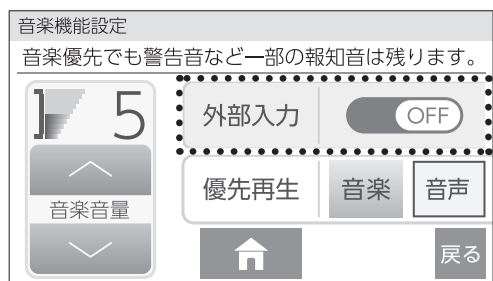 音楽機能設定
音楽優先でも警告音など一部の報知音は残ります。
5
音楽音量
外部入力 OFF
優先再生 音楽 音声
戻る